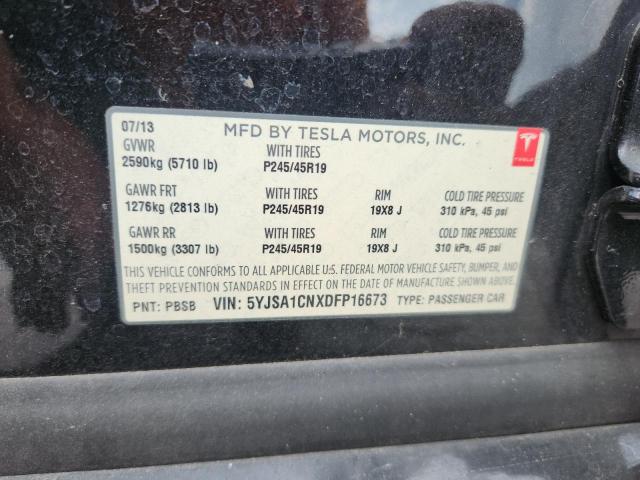 07/13 MFD BY TESLA MOTORS, INC.
GVWR WITH TIRES
2590kg (5710 lb) P245/45R19
TESLA
GAWR FRT WITH TIRES RIM COLD TIRE PRESSURE
1276kg (2813 lb) P245/45R19 19X8 J 310 kPa, 45 psi
GAWR RR WITH TIRES RIM COLD TIRE PRESSURE
1500kg (3307 lb) P245/45R19 19X8 J 310 kPa, 45 psi
THIS VEHICLE CONFORMS TO ALL APPLICABLE U.S. FEDERAL MOTOR VEHICLE SAFETY, BUMPER, AND
THEFT PREVENTION STANDARDS IN EFFECT ON THE DATE OF MANUFACTURE SHOWN ABOVE.
PNT: PBSB VIN: 5YJSA1CNXDFP16673 TYPE: PASSENGER CAR